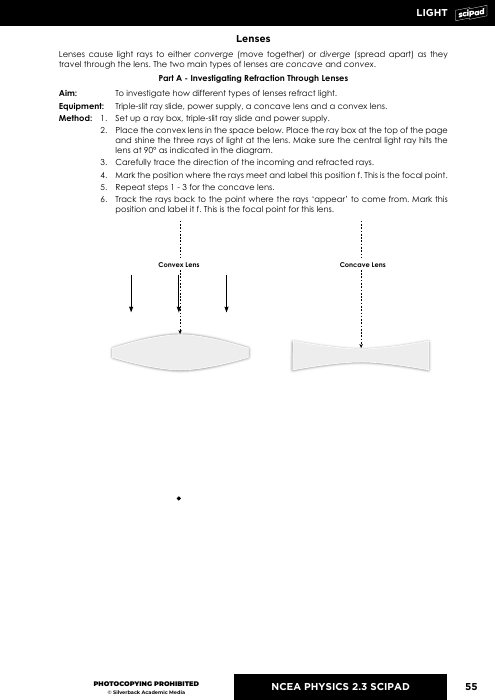 LIGHT scipad
Lenses
Lenses cause light rays to either converge (move together) or diverge (spread apart) as they
travel through the lens. The two main types of lenses are concave and convex.
Part A - Investigating Refraction Through Lenses
Aim: To investigate how different types of lenses refract light.
Equipment: Triple-slit ray slide, power supply, a concave lens and a convex lens.
Method: 1. Set up a ray box, triple-slit ray slide and power supply.
2. Place the convex lens in the space below. Place the ray box at the top of the page
and shine the three rays of light at the lens. Make sure the central light ray hits the
lens at 90° as indicated in the diagram.
3. Carefully trace the direction of the incoming and refracted rays.
4. Mark the position where the rays meet and label this position f. This is the focal point.
5. Repeat steps 1 - 3 for the concave lens.
6. Track the rays back to the point where the rays ‘appear’ to come from. Mark this
position and label it f. This is the focal point for this lens.
Convex Lens
Concave Lens
PHOTOCOPYING PROHIBITED
© Silverback Academic Media
NCEA PHYSICS 2.3 SCIPAD
55